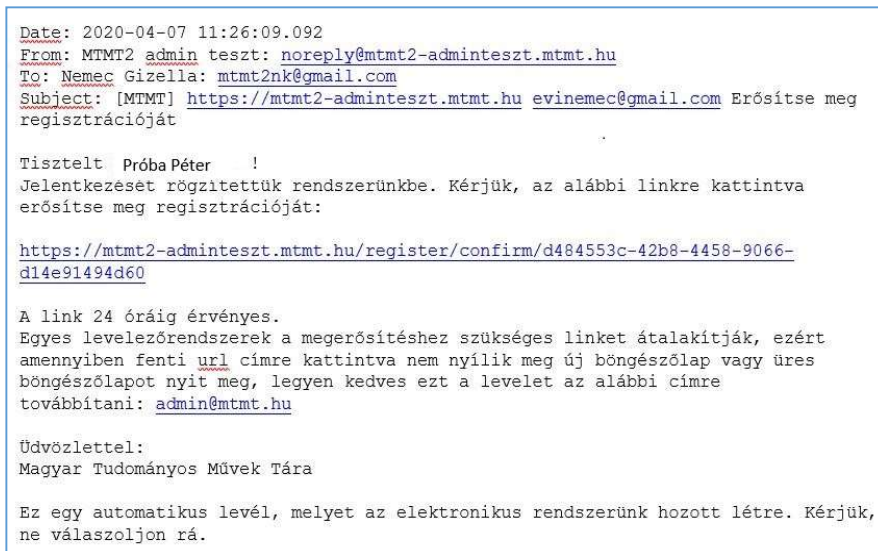 Date: 2020-04-07 11:26:09.092
From: MTMT2 admin teszt: noreply@mtmt2-adminteszt.mtmt.hu
To: Nemec Gizella: mtmt2nk@gmail.com
Subject: [MTMT] https://mtmt2-adminteszt.mtmt.hu evinemec@gmail.com Erősítse meg
regisztrációját
Tisztelt Próba Péter !
Jelentkezését rögzítettük rendszerünkbe. Kérjük, az alábbi linkre kattintva
erősítse meg regisztrációját:
https://mtmt2-adminteszt.mtmt.hu/register/confirm/d484553c-42b8-4458-9066-
d14e91494d60
A link 24 óráig érvényes.
Egyes levelezőrendszerek a megerősítéshez szükséges linket átalakítják, ezért
amennyiben fenti url címre kattintva nem nyílik meg új böngészőlap vagy üres
böngészőlapot nyit meg, legyen kedves ezt a levelet az alábbi címre
továbbítani: admin@mtmt.hu
Üdvözlettel:
Magyar Tudományos Művek Tára
Ez egy automatikus levél, melyet az elektronikus rendszerünk hozott létre. Kérjük,
ne válaszoljon rá.